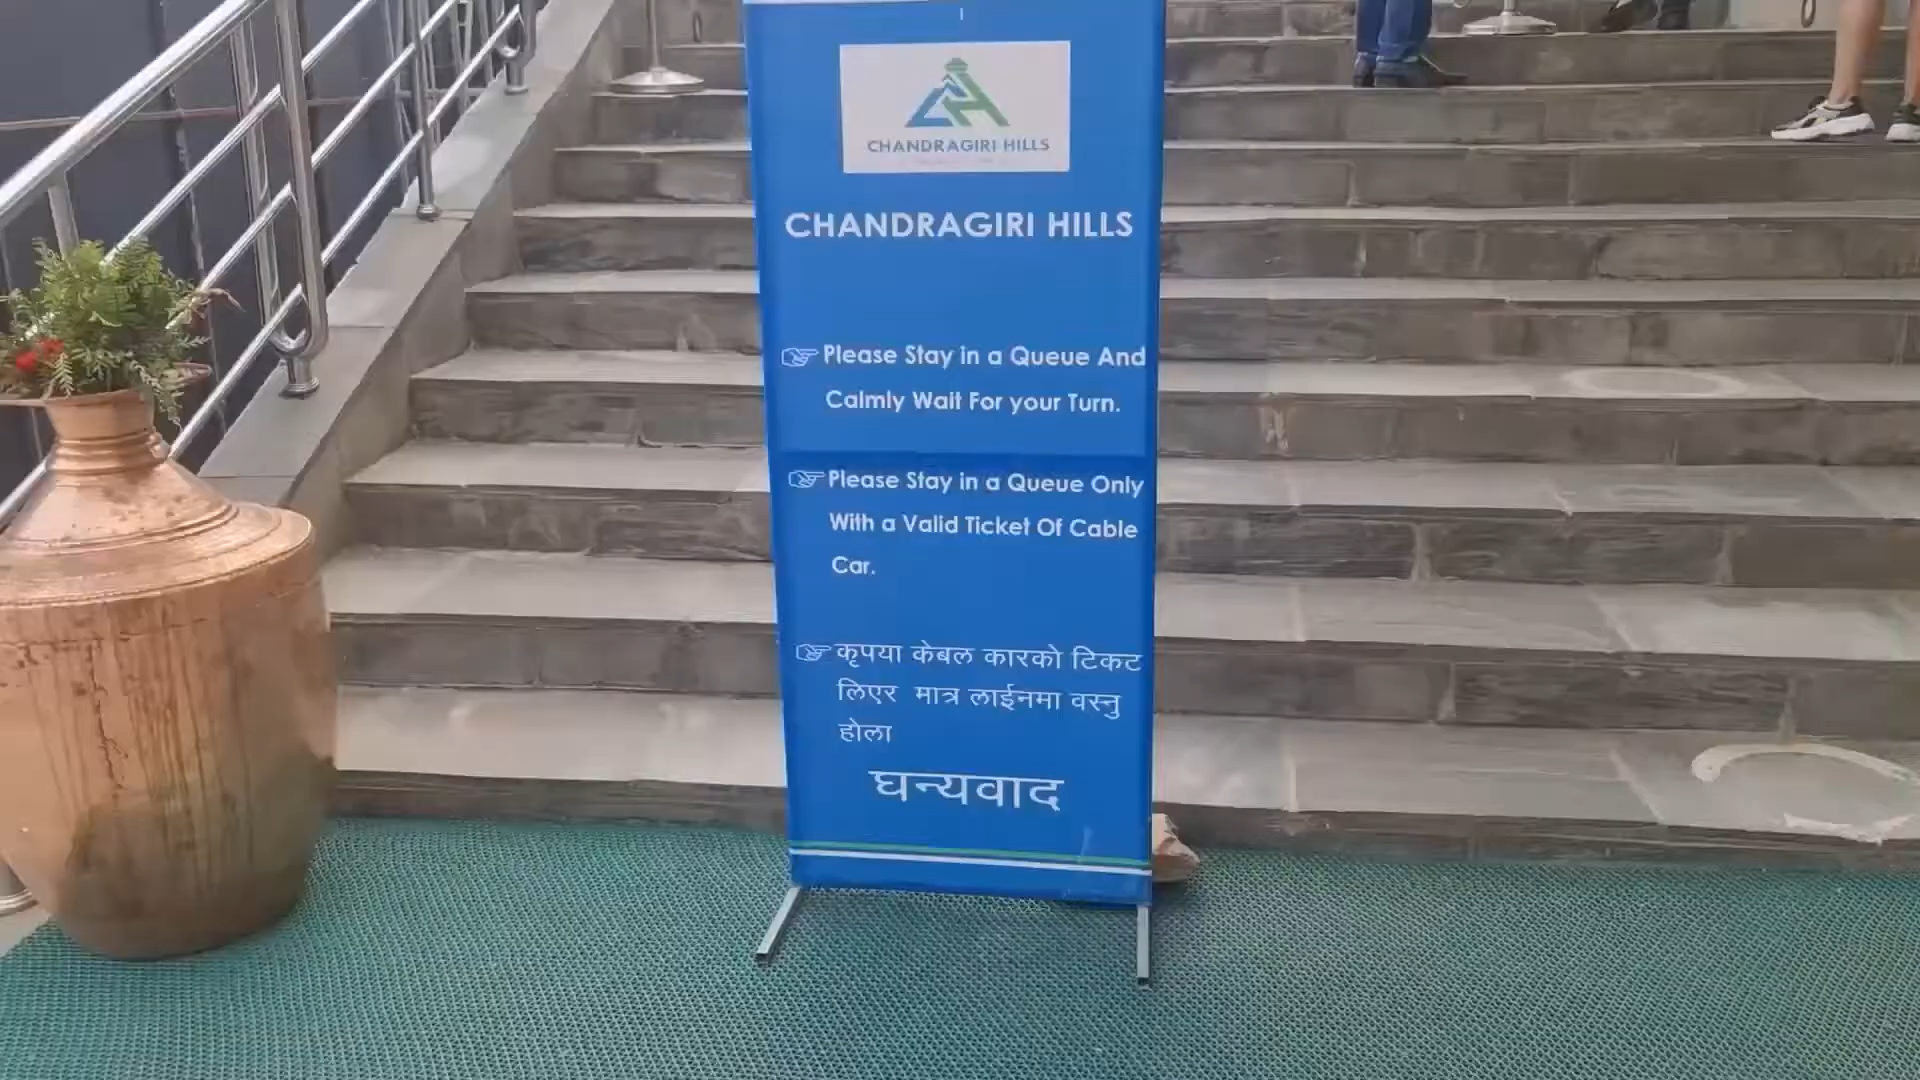 CHANDRAGIRI HILLS
CHANDRAGIRI HILLS
Please Stay in a Queue And
Calmly Wait For your Turn.
Please Stay in a Queue Only
With a Valid Ticket Of Cable
Car.
कृपया केबल कारको टिकट
लिएर मात्र लाईनमा वस्नु
होला
घन्यवाद